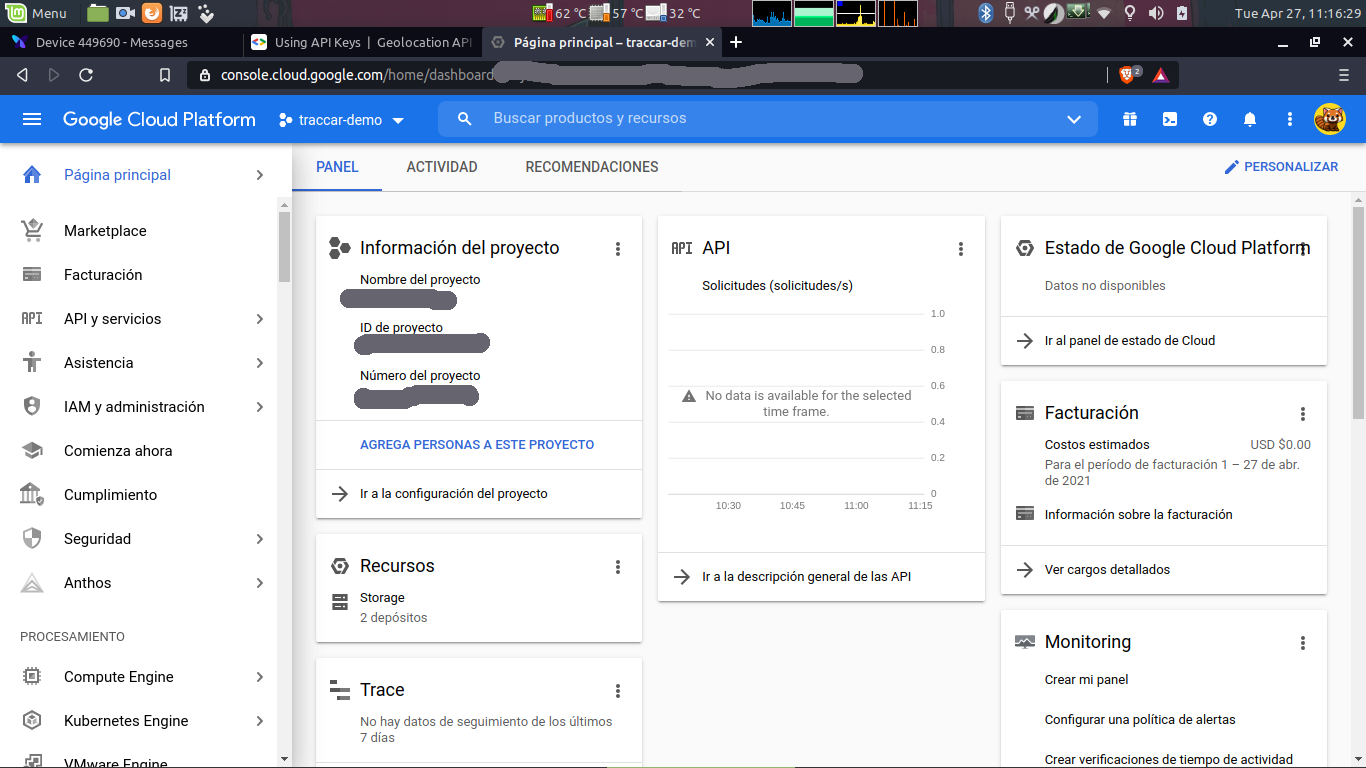 Menu
62 °C
57 °C
32 °C
Tue Apr 27, 11:16:29
Device 449690 - Messages
Using API Keys | Geolocation API
Página principal – traccar-dem
console.cloud.google.com/home/dashboard
2
Google Cloud Platform
traccar-demo
Buscar productos y recursos
Página principal
Marketplace
Facturación
API
API y servicios
Asistencia
IAM y administración
Comienza ahora
Cumplimiento
Seguridad
Anthos
PROCESAMIENTO
Compute Engine
Kubernetes Engine
VMware Engine
PANEL
ACTIVIDAD
RECOMENDACIONES
PERSONALIZAR
Información del proyecto
Nombre del proyecto
ID de proyecto
Número del proyecto
AGREGA PERSONAS A ESTE PROYECTO
Ir a la configuración del proyecto
Recursos
Storage
2 depósitos
Trace
No hay datos de seguimiento de los últimos
7 días
API
API
Solicitudes (solicitudes/s)
1.0
0.8
0.6
No data is available for the selected
time frame.
0.4
0.2
0
10:30
10:45
11:00
11:15
Ir a la descripción general de las API
Estado de Google Cloud Platform
Datos no disponibles
Ir al panel de estado de Cloud
Facturación
Costos estimados
USD $0.00
Para el período de facturación 1 – 27 de abr.
de 2021
Información sobre la facturación
Ver cargos detallados
Monitoring
Crear mi panel
Configurar una política de alertas
Crear verificaciones de tiempo de actividad